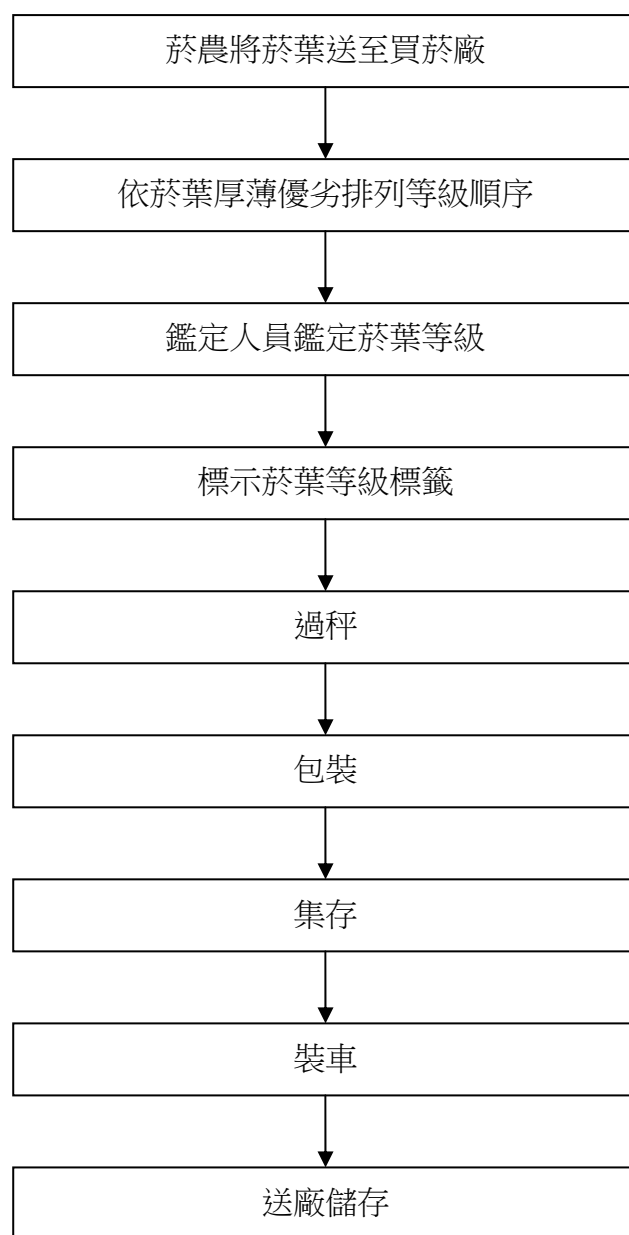 菸農將菸葉送至買菸廠
依菸葉厚薄優劣排列等級順序
鑑定人員鑑定菸葉等級
標示菸葉等級標籤
過秤
包裝
集存
裝車
送廠儲存